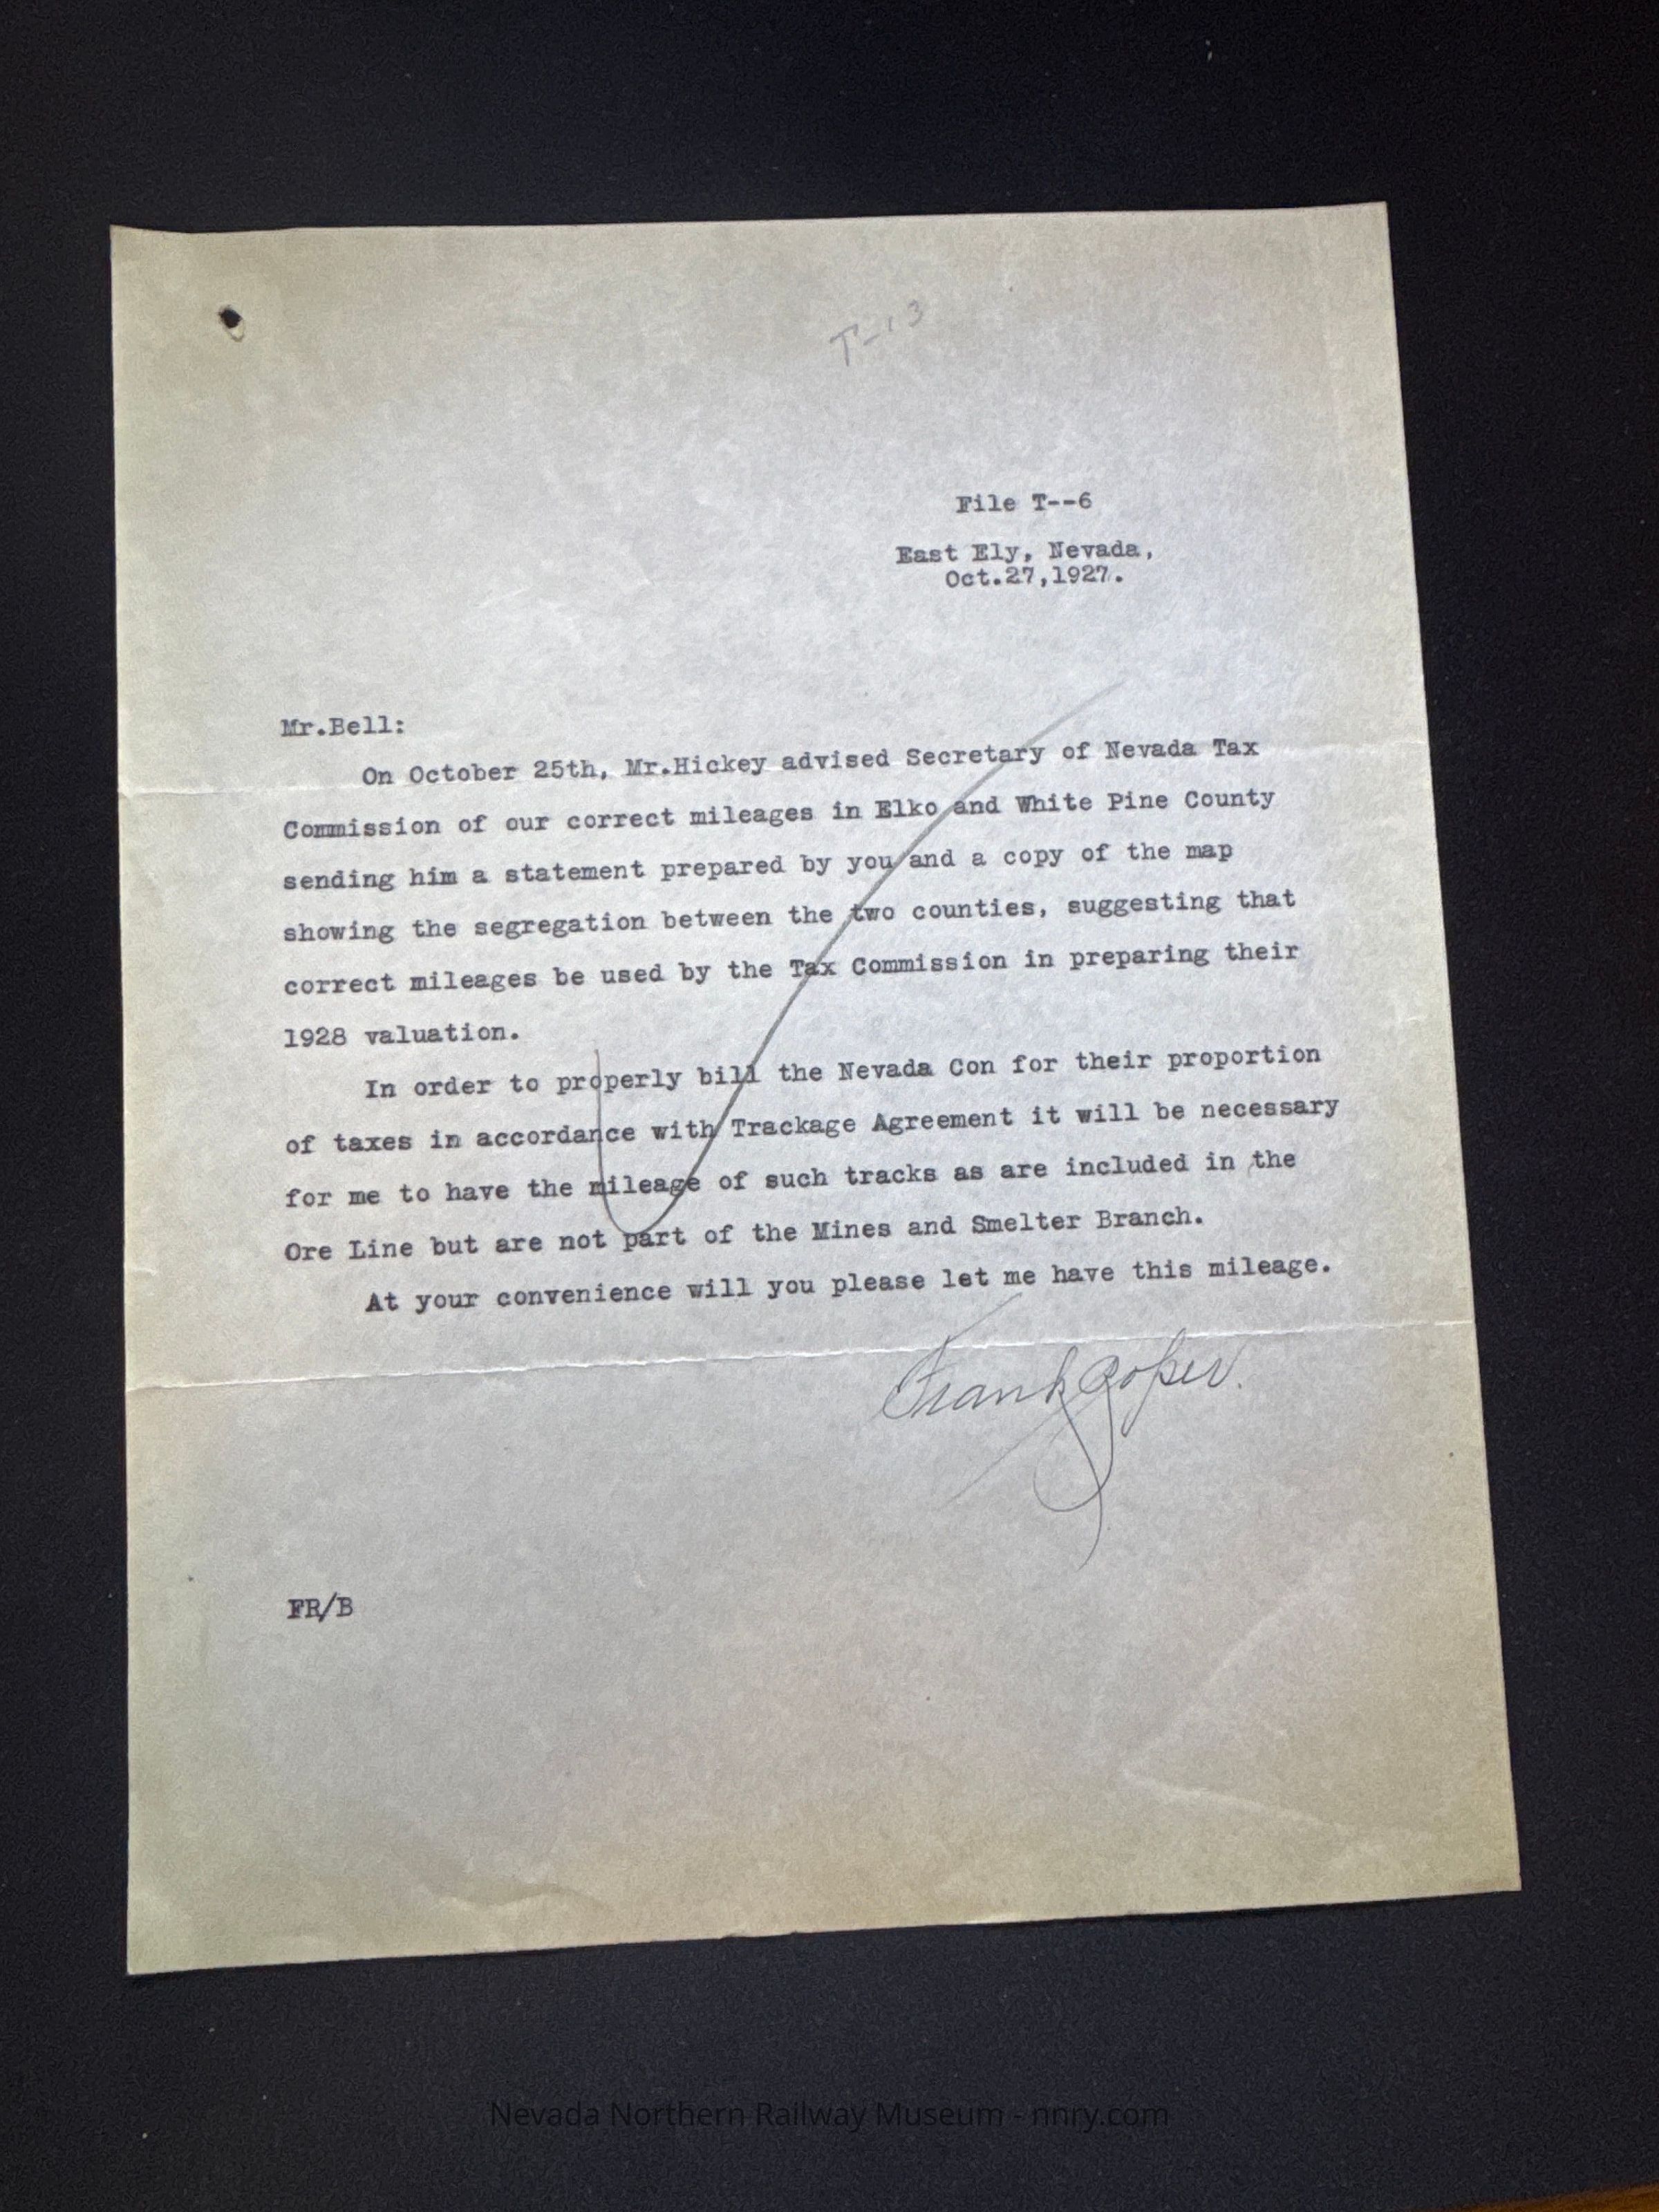 T-13
File T--6
East Ely, Nevada,
Oct.27,1927.
Mr.Bell:
On October 25th, Mr.Hickey advised Secretary of Nevada Tax
Commission of our correct mileages in Elko and White Pine County
sending him a statement prepared by you and a copy of the map
showing the segregation between the two counties, suggesting that
correct mileages be used by the Tax Commission in preparing their
1928 valuation.
In order to properly bill the Nevada Con for their proportion
of taxes in accordance with Trackage Agreement it will be necessary
for me to have the mileage of such tracks as are included in the
Ore Line but are not part of the Mines and Smelter Branch.
At your convenience will you please let me have this mileage.
Frank Roper.
FR/B
Nevada Northern Railway Museum - nnry.com